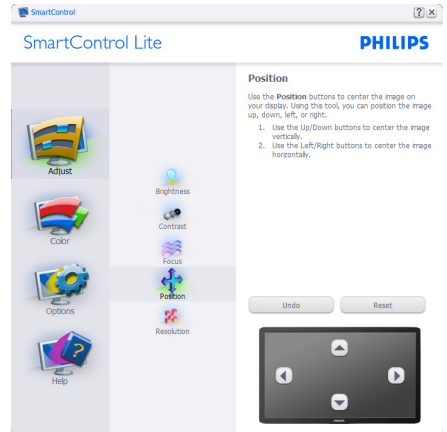 SmartControl
SmartControl Lite
PHILIPS
Adjust
Color
Options
Help
Brightness
Contrast
Focus
Position
Resolution
Position
Use the Position buttons to center the image on
your display. Using this tool, you can position the image
up, down, left, or right.
1. Use the Up/Down buttons to center the image
vertically.
2. Use the Left/Right buttons to center the image
horizontally.
Undo
Reset
PHILIPS